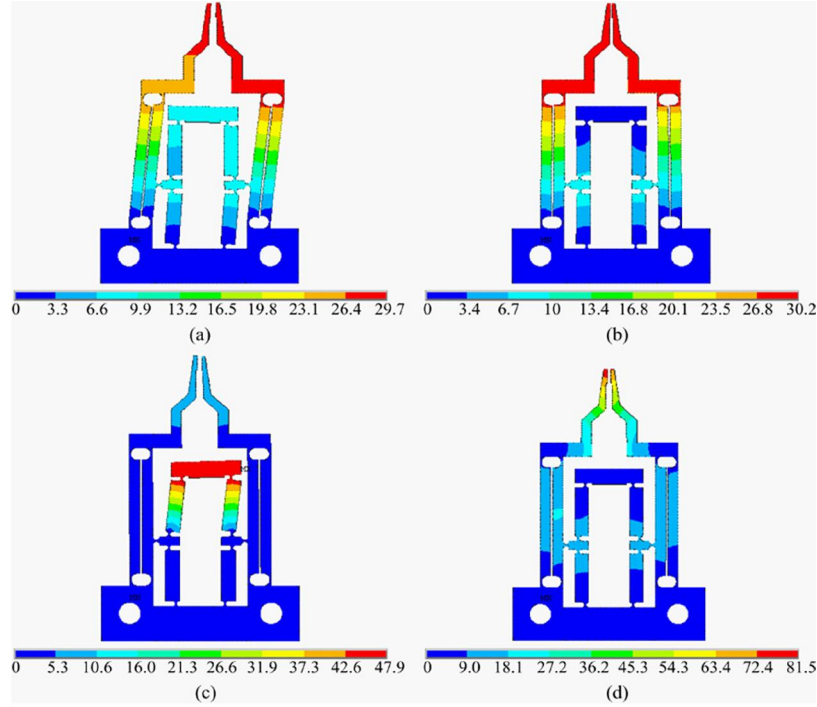 0 3.3 6.6 9.9 13.2 16.5 19.8 23.1 26.4 29.7
(a)
0 3.4 6.7 10 13.4 16.8 20.1 23.5 26.8 30.2
(b)
0 5.3 10.6 16.0 21.3 26.6 31.9 37.3 42.6 47.9
(c)
0 9.0 18.1 27.2 36.2 45.3 54.3 63.4 72.4 81.5
(d)